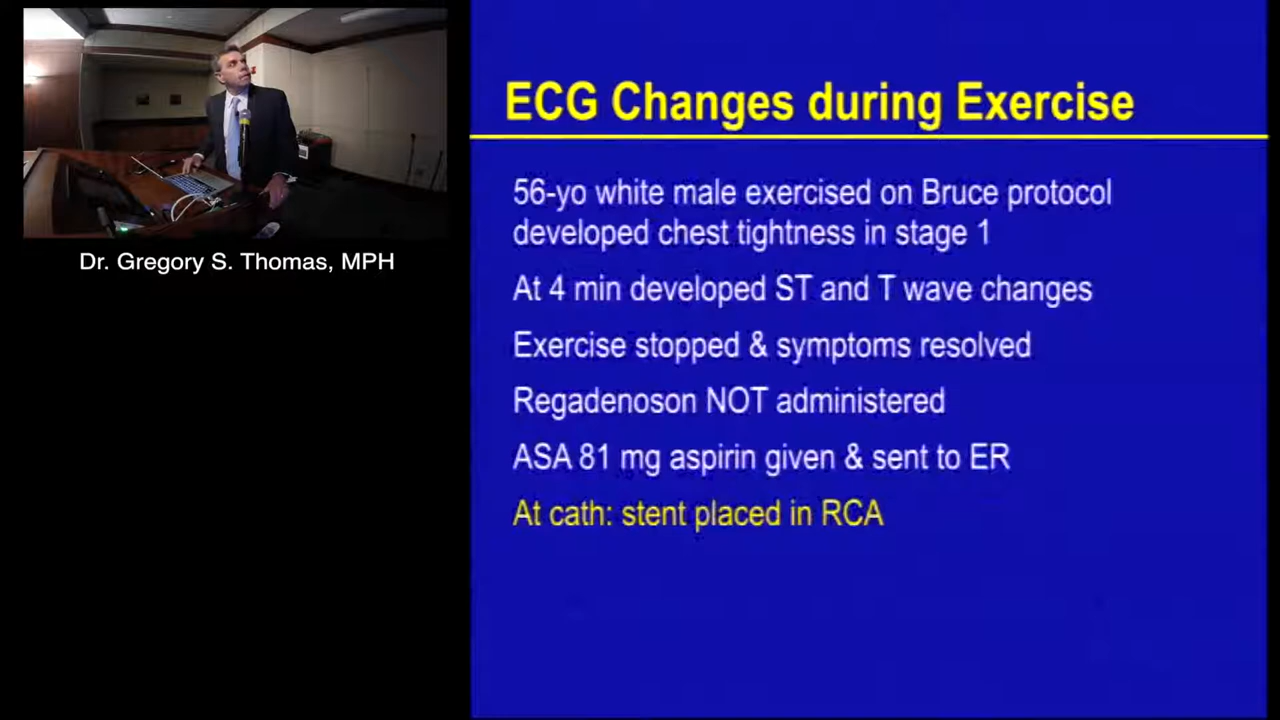 Dr. Gregory S. Thomas, MPH
ECG Changes during Exercise
56-yo white male exercised on Bruce protocol
developed chest tightness in stage 1
At 4 min developed ST and T wave changes
Exercise stopped & symptoms resolved
Regadenoson NOT administered
ASA 81 mg aspirin given & sent to ER
At cath: stent placed in RCA